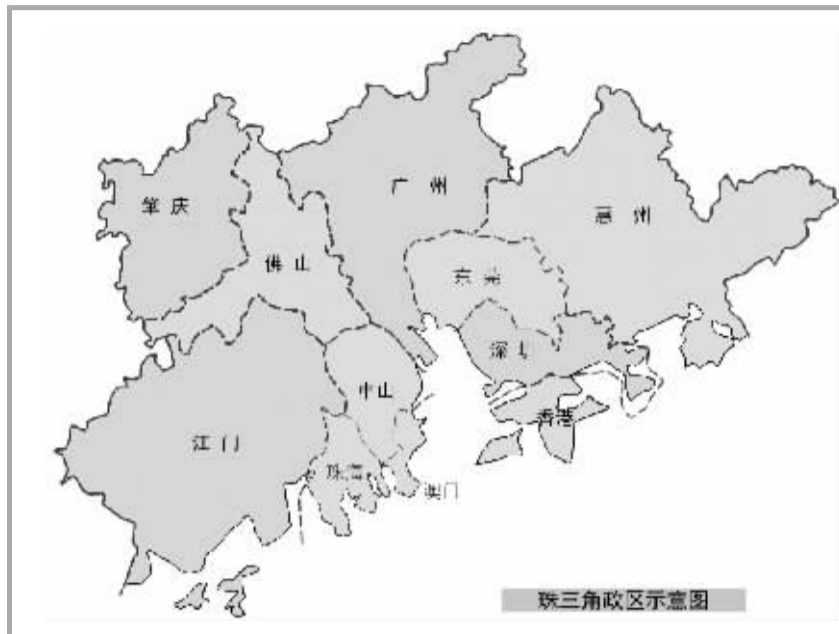 广 州
肇 庆
惠 州
佛 山
东 莞
深 圳
中山
香港
江 门
珠海
澳门
珠三角政区示意图